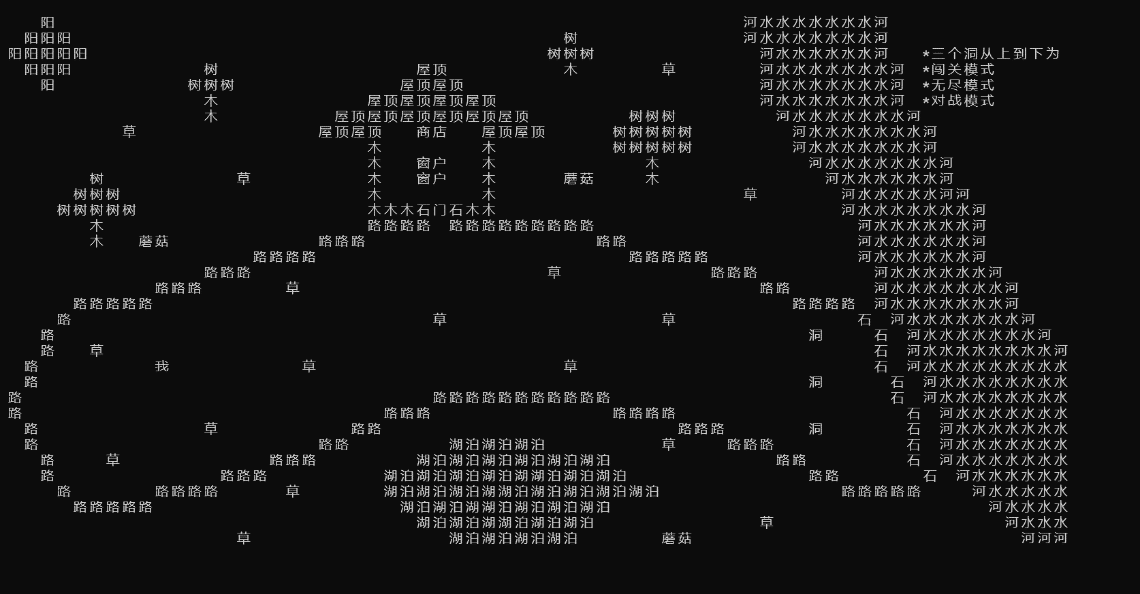 阳 河水水水水水水水河
阳阳阳 树 河水水水水水水水河
阳阳阳阳阳 树树树 河水水水水水水河 *三个洞从上到下为
阳阳阳 树 屋顶 木 草 河水水水水水水水河 *闯关模式
阳 树树树 屋顶屋顶 河水水水水水水水河 *无尽模式
木 屋顶屋顶屋顶屋顶 河水水水水水水水河 *对战模式
木 屋顶屋顶屋顶屋顶屋顶屋顶 树树树 河水水水水水水水河
草 屋顶屋顶 商店 屋顶屋顶 树树树树树 河水水水水水水水河
木 木 树树树树树 河水水水水水水水河
木 窗户 木 木 河水水水水水水水河
树 草 木 窗户 木 蘑菇 木 河水水水水水水河
树树树 木 木 草 河水水水水水河河
树树树树树 木木木石门石木木 河水水水水水水水河
木 路路路路 路路路路路路路路路 河水水水水水水河
木 蘑菇 路路路 路路 河水水水水水水河
路路路路 路路路路路 河水水水水水水河
路路路 草 路路路 河水水水水水水河
路路路 草 路路 河水水水水水水水河
路路路路路 路路路路 河水水水水水水水河
路 草 草 石 河水水水水水水水河
路 洞 石 河水水水水水水水河
路 草 石 河水水水水水水水水河
路 我 草 草 石 河水水水水水水水水水
路 洞 石 河水水水水水水水水
路 路路路路路路路路路路路 石 河水水水水水水水水
路 路路路 路路路路 石 河水水水水水水水
路 草 路路 路路路 洞 石 河水水水水水水水
路 路路 湖泊湖泊湖泊 草 路路路 石 河水水水水水水水
路 草 路路路 湖泊湖泊湖泊湖泊湖泊湖泊 路路 石 河水水水水水水水
路 路路路 湖泊湖泊湖泊湖泊湖泊湖泊湖泊 路路 石 河水水水水水水
路 路路路路 草 湖泊湖泊湖泊湖泊湖泊湖泊湖泊湖泊 路路路路路 河水水水水水
路路路路路 湖泊湖泊湖泊湖泊湖泊湖泊 河水水水水
湖泊湖泊湖泊湖泊湖泊 草 河水水水
草 湖泊湖泊湖泊湖泊 蘑菇 河河河